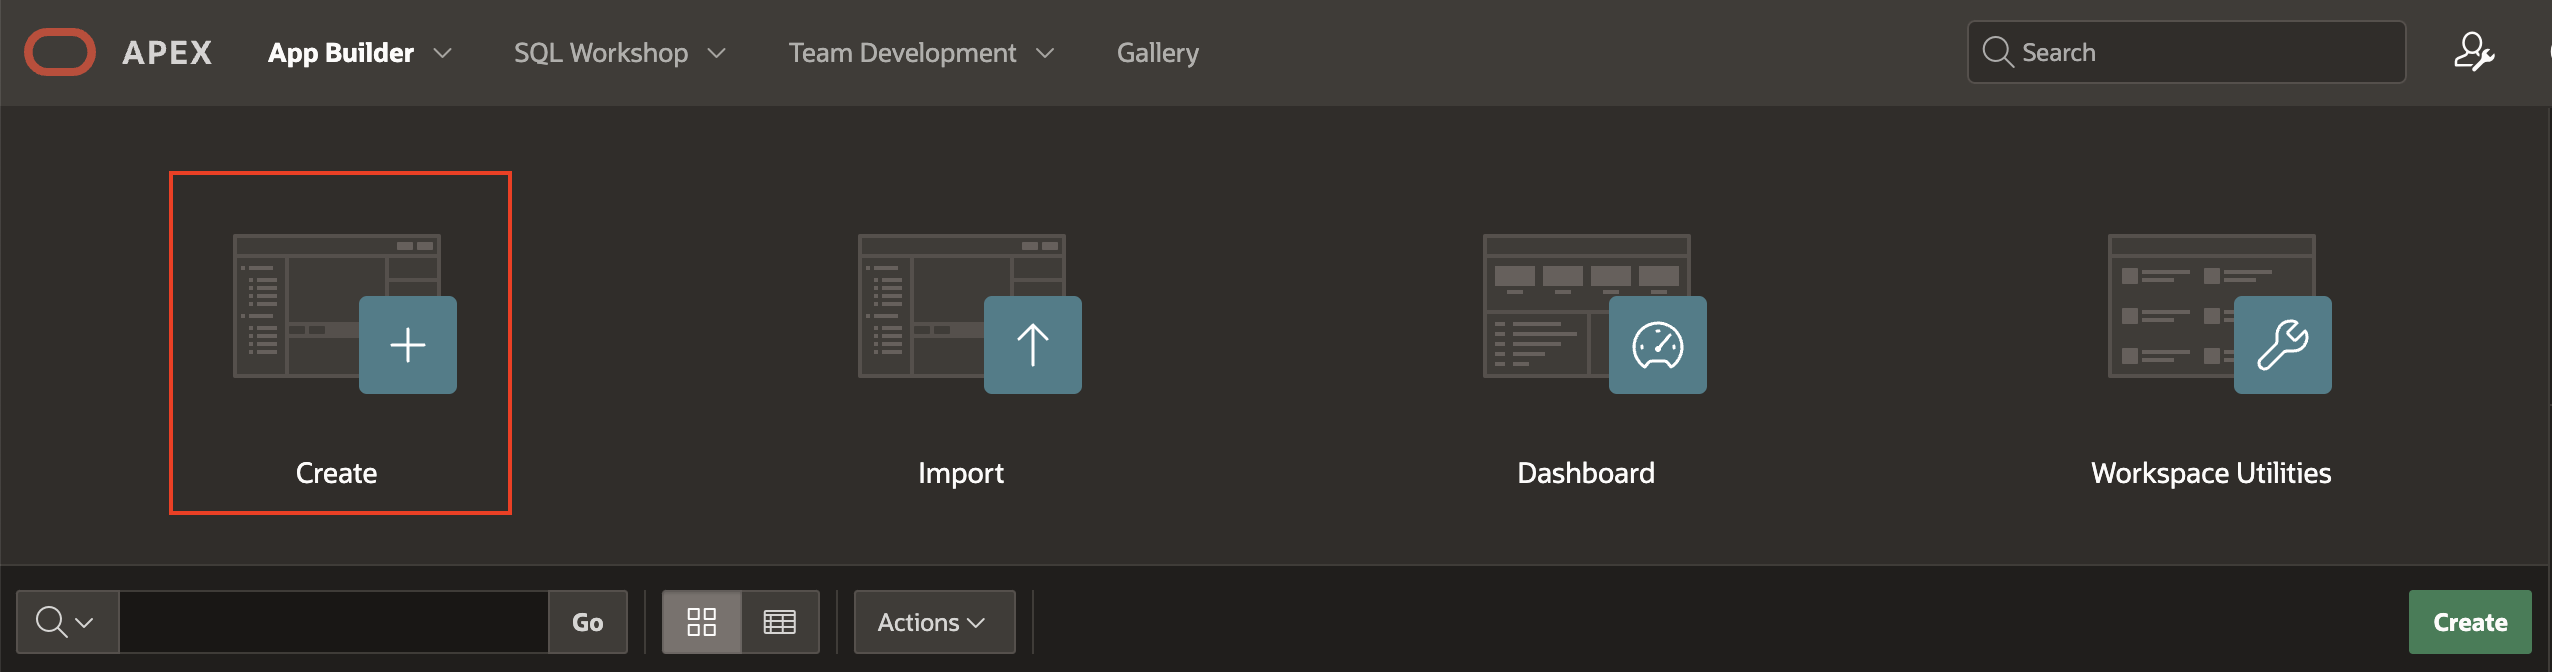 APEX App Builder SQL Workshop Team Development Gallery Search
Create Import Dashboard Workspace Utilities
Go Actions Create